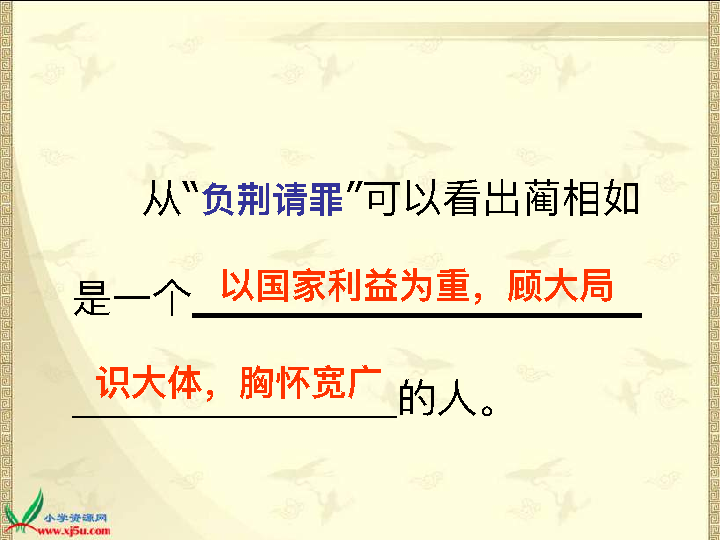 从“负荆请罪”可以看出蔺相如
是一个以国家利益为重，顾大局
识大体，胸怀宽广的人。
小学资源网
www.xj5u.com